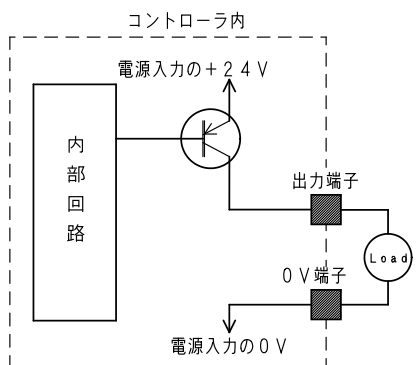 コントローラ内
電源入力の＋２４Ｖ
内部回路
出力端子
Load
０Ｖ端子
電源入力の０Ｖ